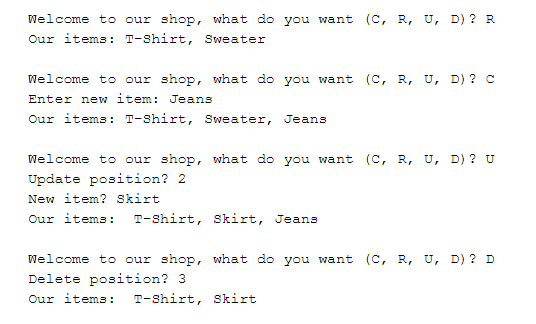 Welcome to our shop, what do you want (C, R, U, D)? R
Our items: T-Shirt, Sweater
Welcome to our shop, what do you want (C, R, U, D)? C
Enter new item: Jeans
Our items: T-Shirt, Sweater, Jeans
Welcome to our shop, what do you want (C, R, U, D)? U
Update position? 2
New item? Skirt
Our items:  T-Shirt, Skirt, Jeans
Welcome to our shop, what do you want (C, R, U, D)? D
Delete position? 3
Our items:  T-Shirt, Skirt